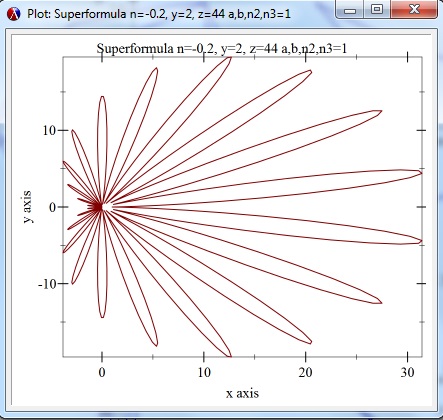 Plot: Superformula n=-0.2, y=2, z=44 a,b,n2,n3=1
Superformula n=-0.2, y=2, z=44 a,b,n2,n3=1
10
0
-10
y axis
0
10
20
30
x axis